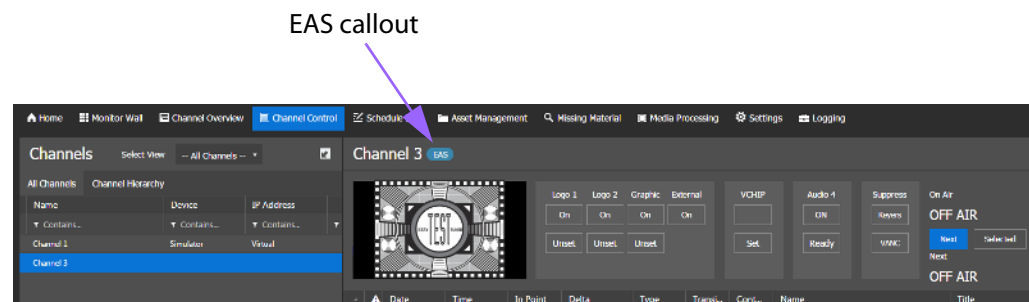 EAS callout
Home Monitor Wall Channel Overview Channel Control Schedule Asset Management Missing Material Media Processing Settings Logging
Channels Select View -- All Channels --
Channel 3 EAS
All Channels Channel Hierarchy
Name Device IP Address
Contains... Contains... Contains...
Channel 1 Simulator Virtual
Channel 3
TEST
Logo 1 Logo 2 Graphic External
On On On On
Unset Unset Unset
VCHIP
Set
Audio 4
ON
Ready
Suppress
Keyers
VANC
On Air
OFF AIR
Next Selected
Next
OFF AIR
Date Time In Point Delta Type Transi... Cont... Name Title